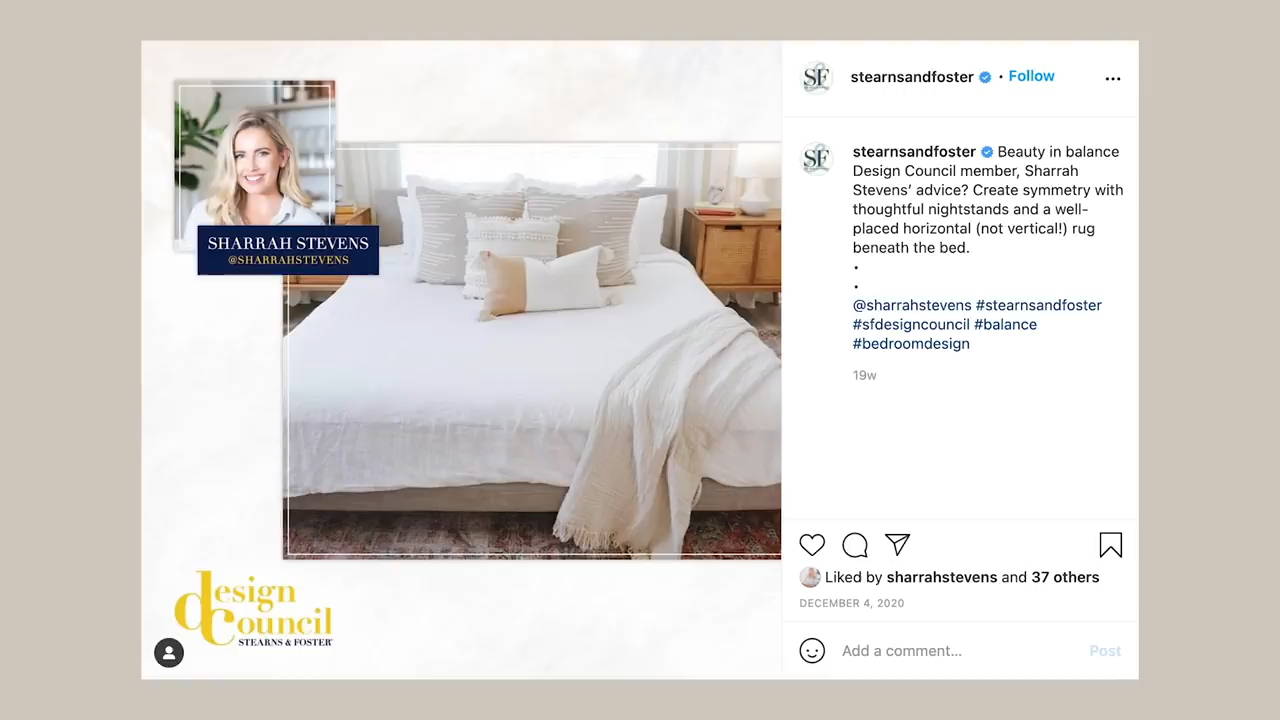 SHARRAH STEVENS
@SHARRAHSTEVENS
design
Council
STEARNS & FOSTER
SF
stearnsandfoster • Follow
SF
stearnsandfoster Beauty in balance
Design Council member, Sharrah
Stevens’ advice? Create symmetry with
thoughtful nightstands and a well-
placed horizontal (not vertical!) rug
beneath the bed.
•
•
@sharrahstevens #stearnsandfoster
#sfdesigncouncil #balance
#bedroomdesign
19w
Liked by sharrahstevens and 37 others
DECEMBER 4, 2020
Add a comment...
Post